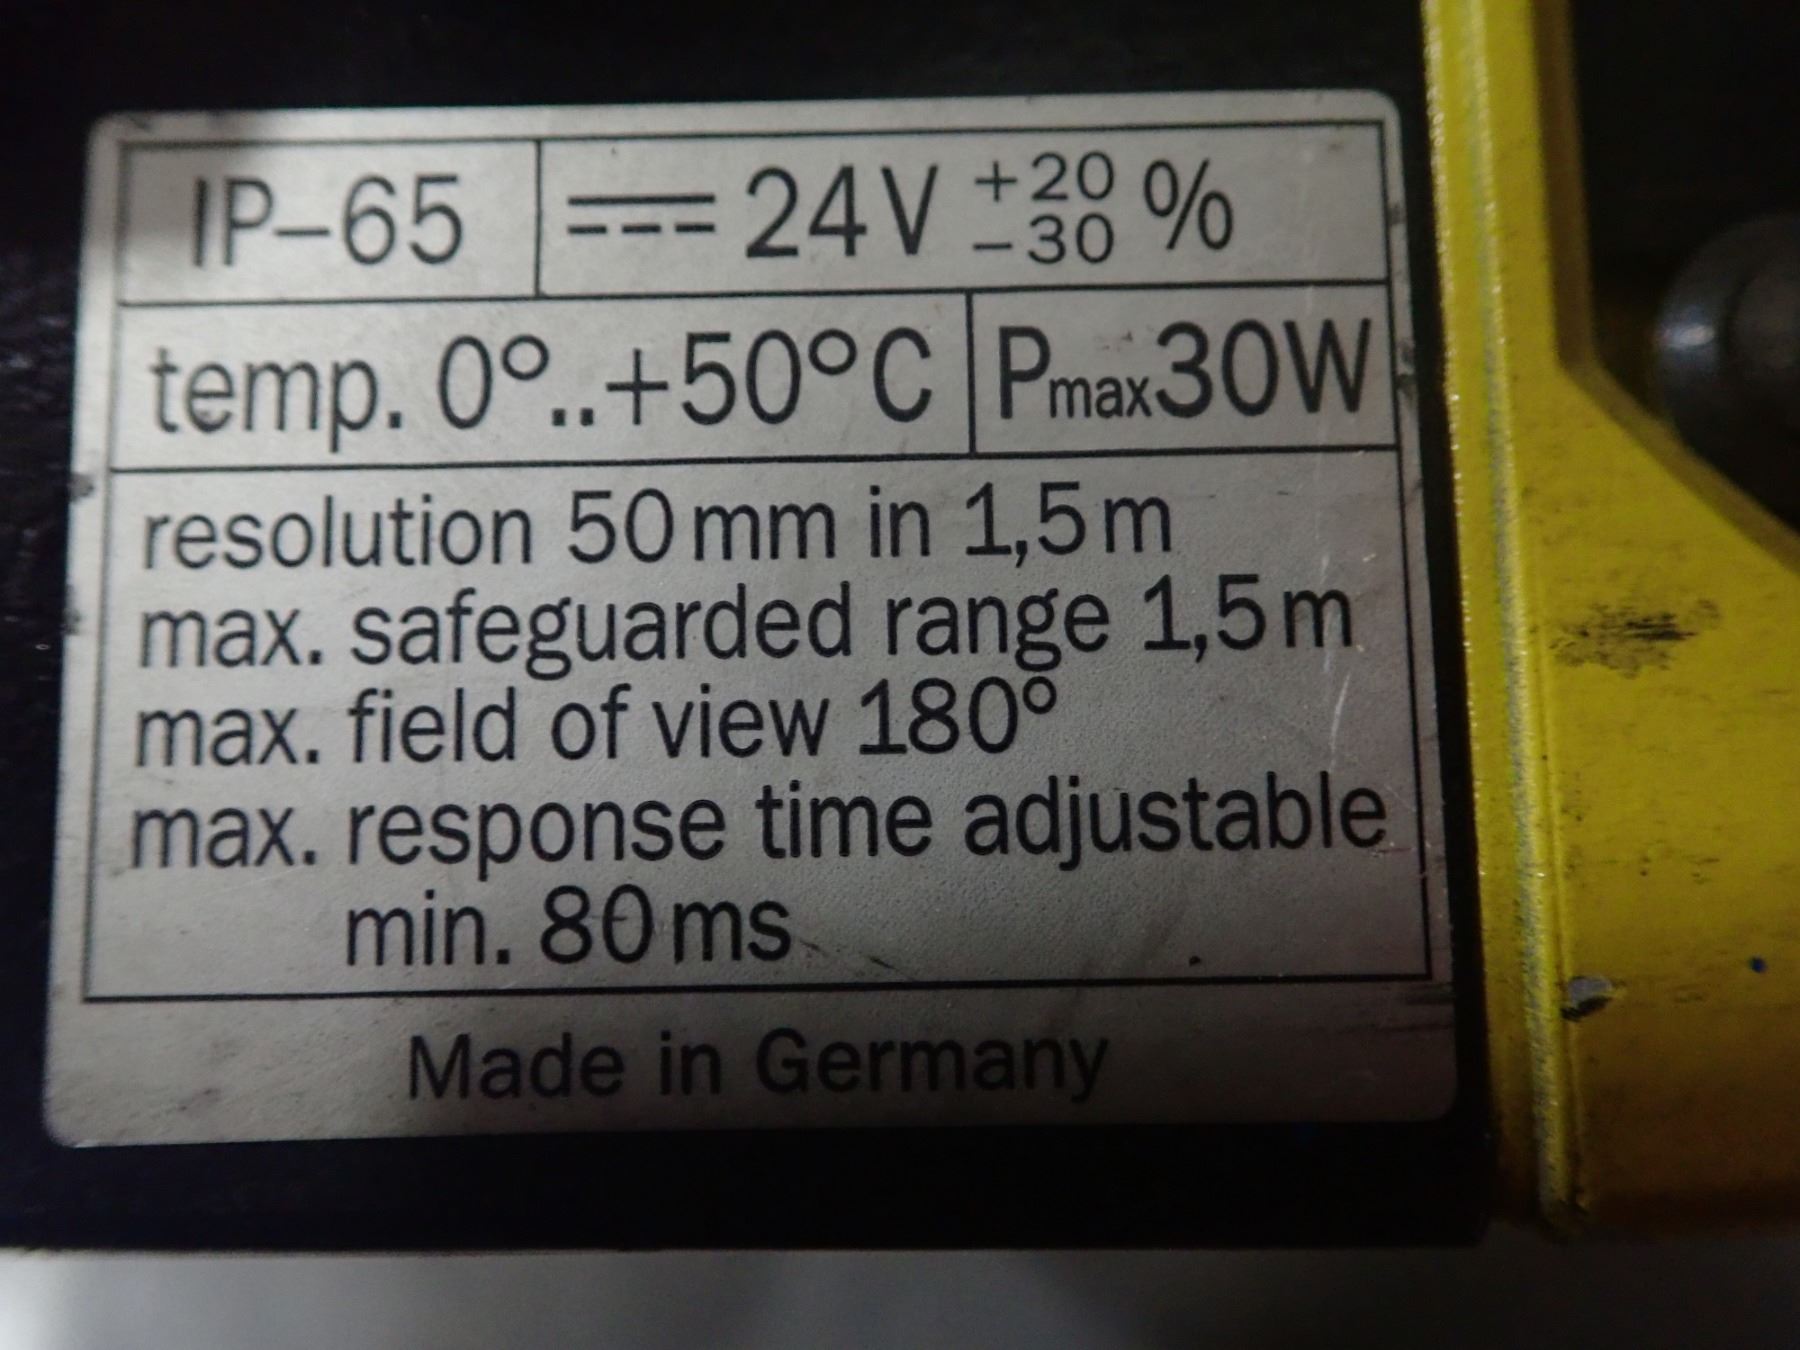 IP–65 ⎓ 24V +20 –30 %
temp. 0°..+50°C Pmax30W
resolution 50mm in 1,5m
max. safeguarded range 1,5m
max. field of view 180°
max. response time adjustable
min. 80ms
Made in Germany